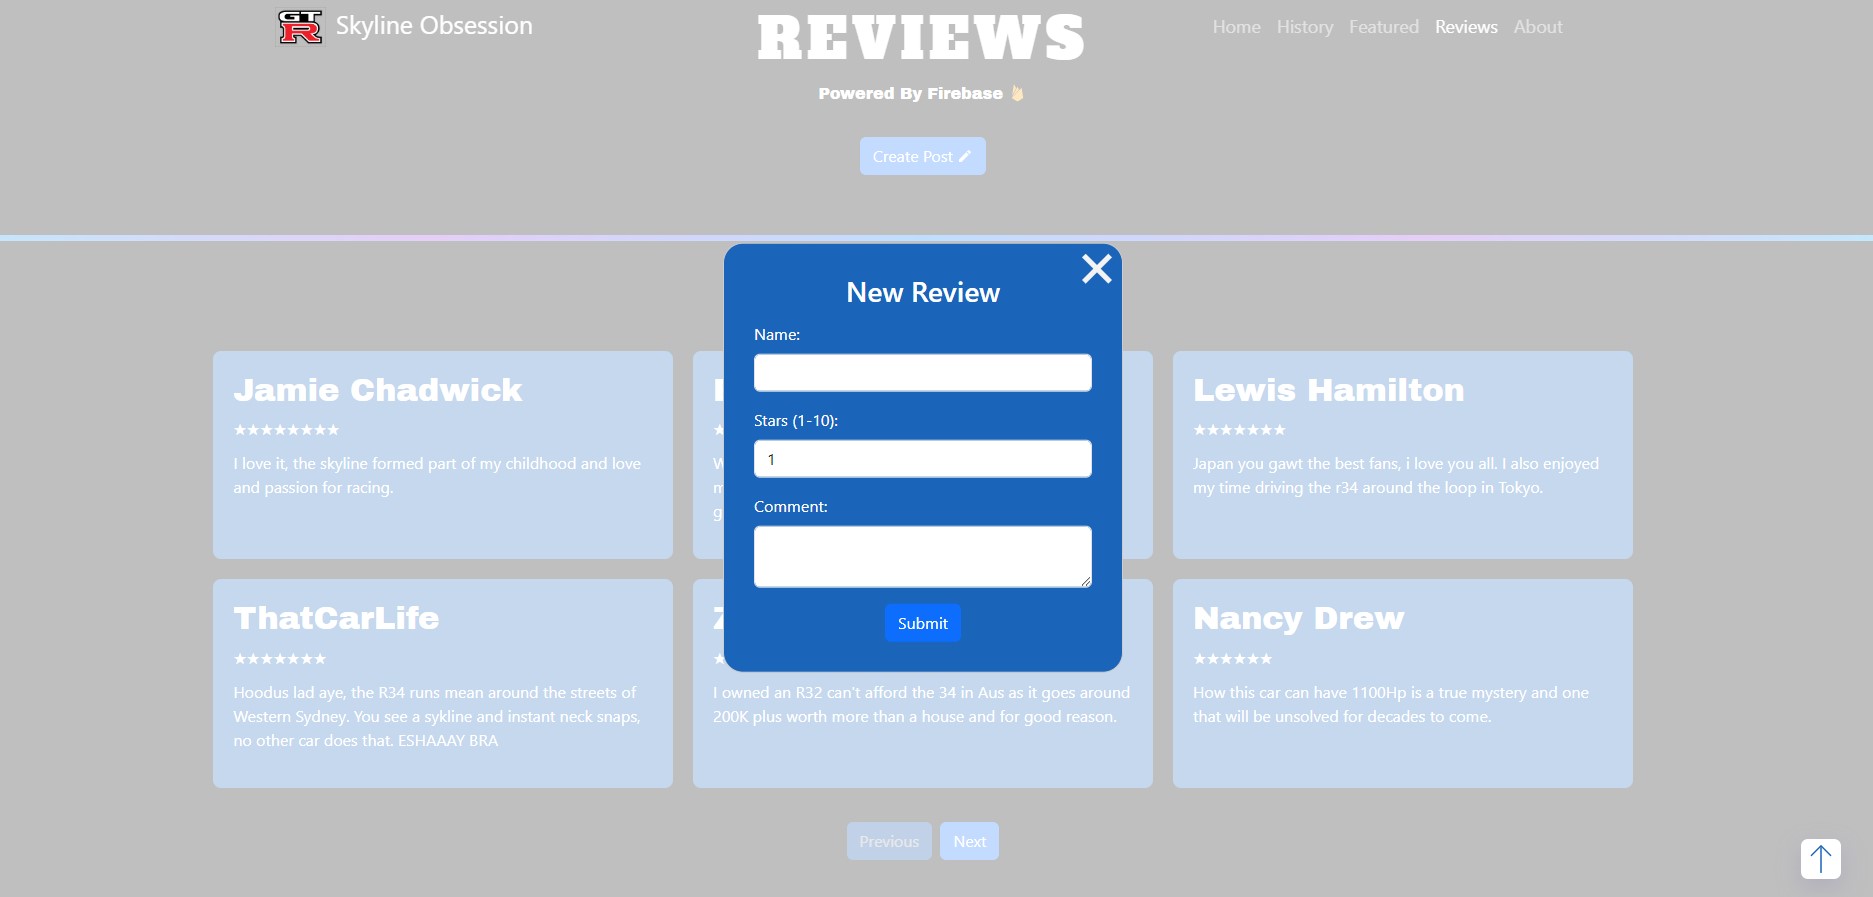 GT
R
Skyline Obsession
REVIEWS
Home History Featured Reviews About
Powered By Firebase
Create Post
New Review
Name:
Stars (1-10):
1
Comment:
Submit
Jamie Chadwick
★★★★★★★★
I love it, the skyline formed part of my childhood and love
and passion for racing.
Lewis Hamilton
★★★★★★★
Japan you gawt the best fans, i love you all. I also enjoyed
my time driving the r34 around the loop in Tokyo.
ThatCarLife
★★★★★★★
Hoodus lad aye, the R34 runs mean around the streets of
Western Sydney. You see a sykline and instant neck snaps,
no other car does that. ESHAAAY BRA
I owned an R32 can't afford the 34 in Aus as it goes around
200K plus worth more than a house and for good reason.
Nancy Drew
★★★★★★
How this car can have 1100Hp is a true mystery and one
that will be unsolved for decades to come.
Previous Next